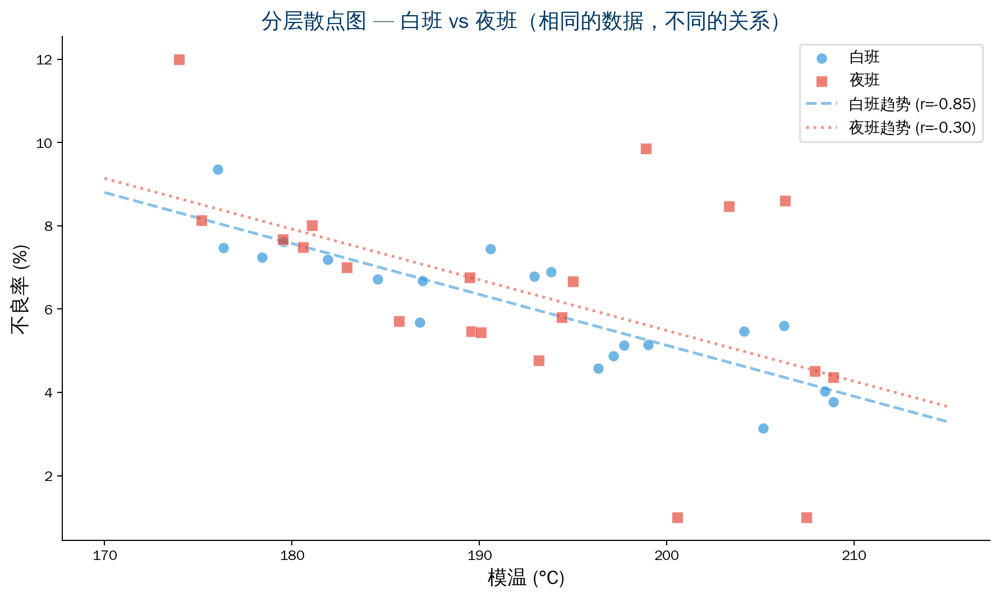 分层散点图 — 白班 vs 夜班（相同的数据，不同的关系）
白班
夜班
白班趋势 (r=-0.85)
夜班趋势 (r=-0.30)
不良率 (%)
12
10
8
6
4
2
170 180 190 200 210
模温 (°C)